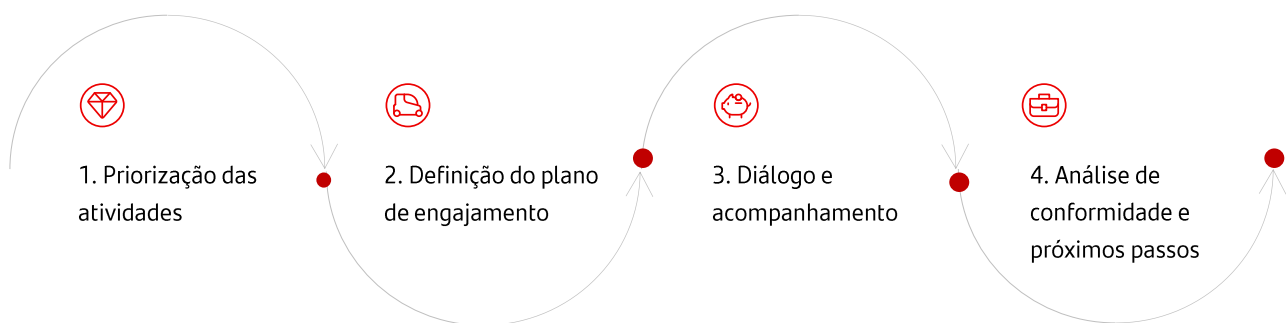 1. Priorização das
atividades
2. Definição do plano
de engajamento
3. Diálogo e
acompanhamento
4. Análise de
conformidade e
próximos passos